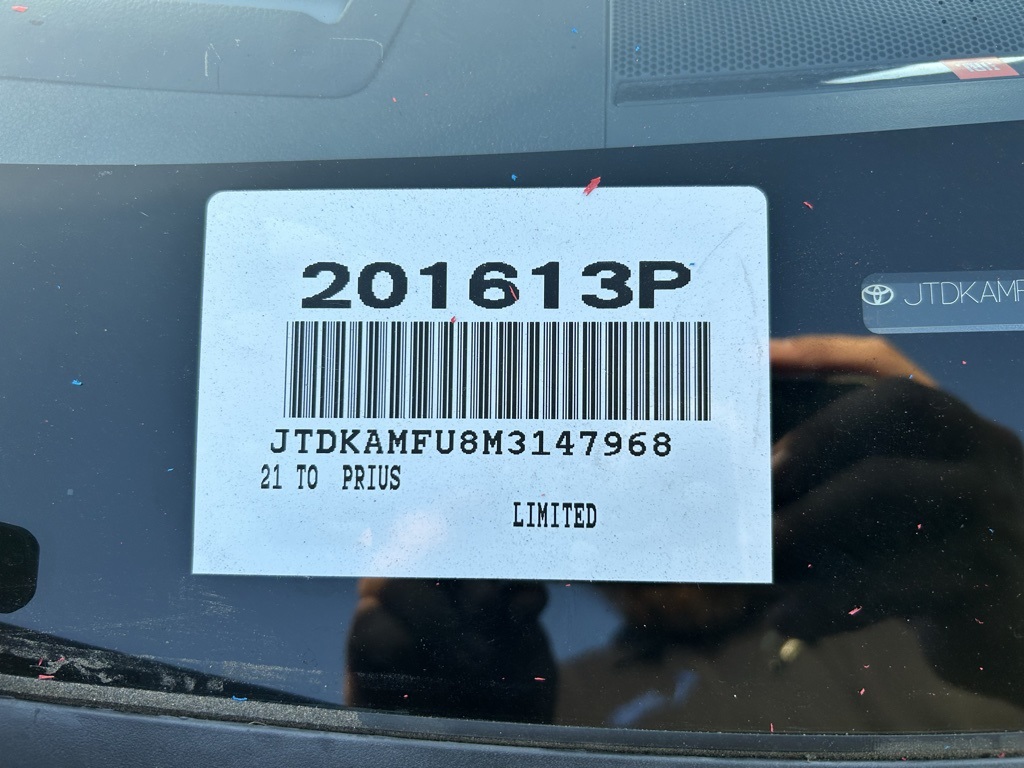 201613P
JTDKAMF
JTDKAMFU8M3147968
21 TO PRIUS
LIMITED